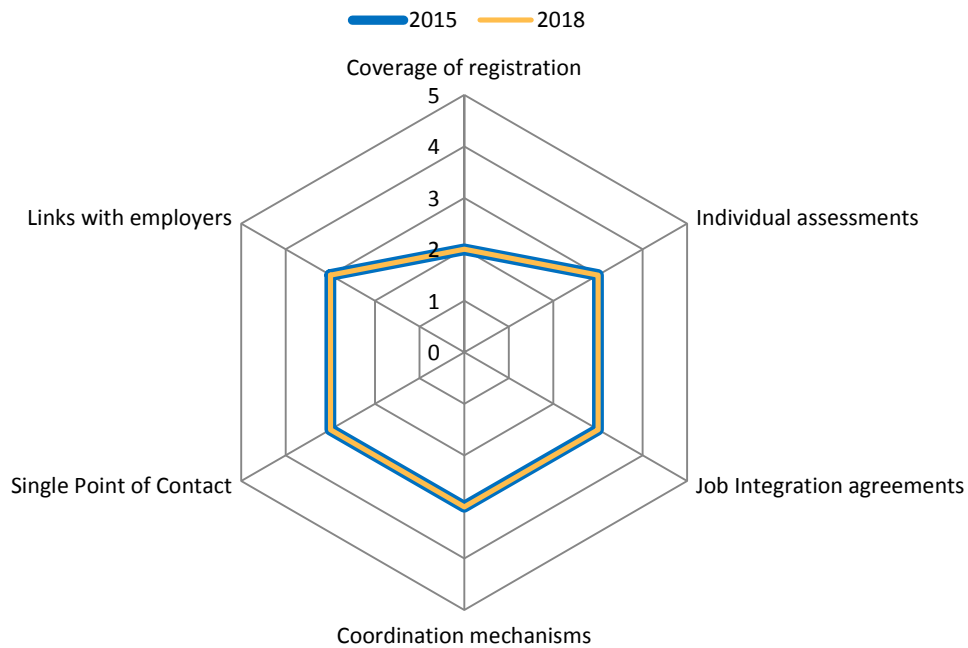 2015 2018
Coverage of registration
5
4
Links with employers
Individual assessments
3
2
1
0
Single Point of Contact
Job Integration agreements
Coordination mechanisms